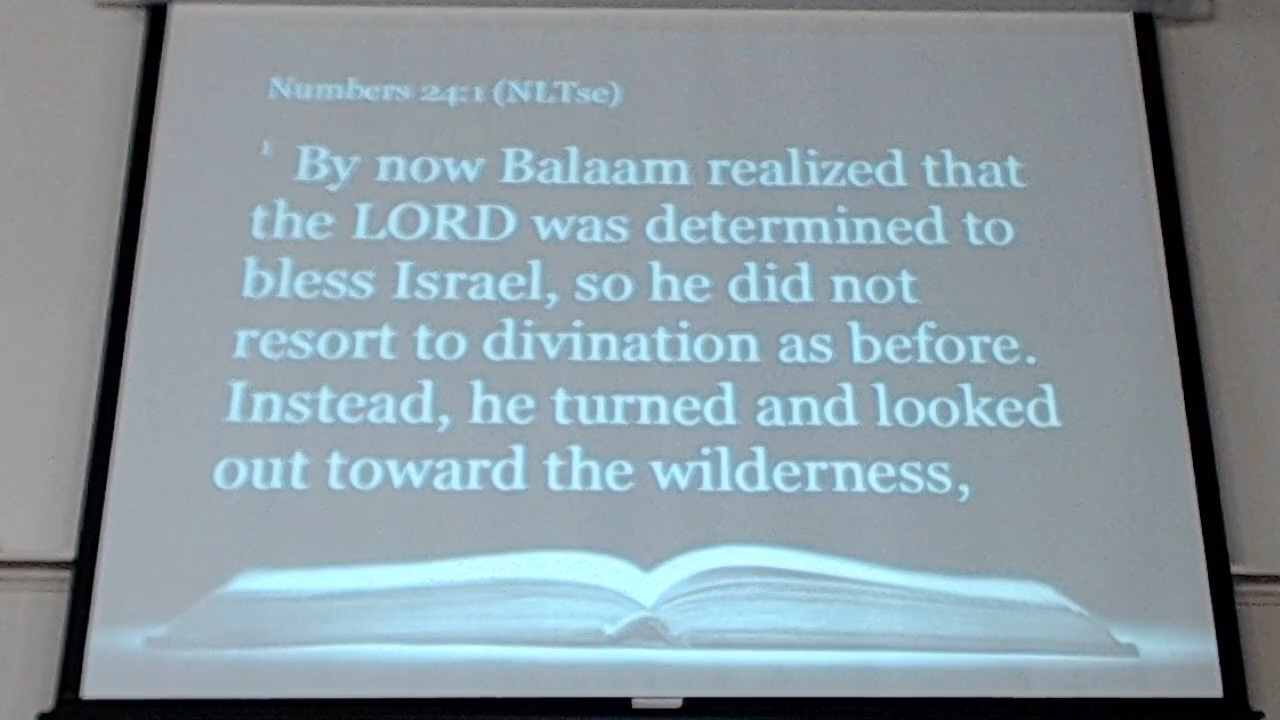 Numbers 24:1 (NLTse)
1 By now Balaam realized that
the LORD was determined to
bless Israel, so he did not
resort to divination as before.
Instead, he turned and looked
out toward the wilderness,